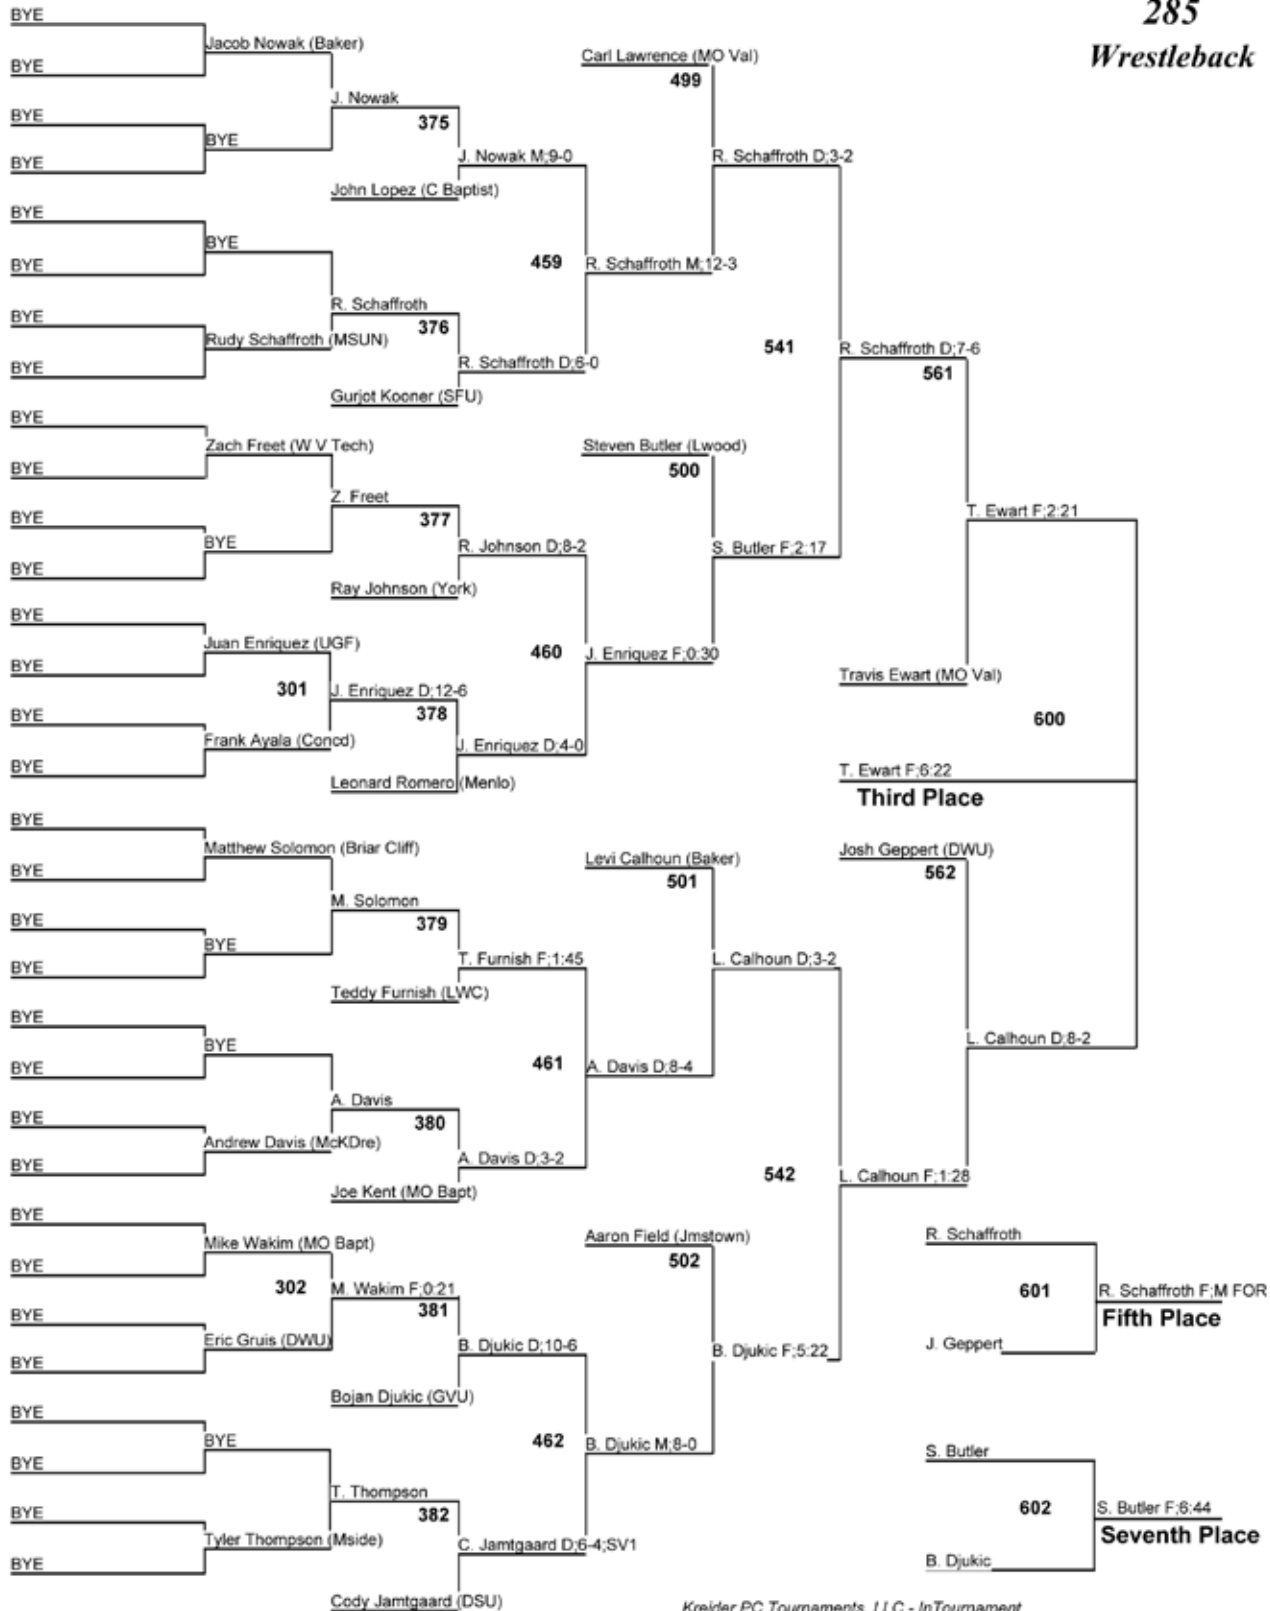 285
Wrestleback
BYE
Jacob Nowak (Baker)
Carl Lawrence (MO Val)
BYE
499
J. Nowak
BYE
375
BYE
J. Nowak M;9-0
R. Schaffroth D;3-2
BYE
John Lopez (C Baptist)
BYE
BYE
459
R. Schaffroth M;12-3
BYE
R. Schaffroth
BYE
376
Rudy Schaffroth (MSUN)
541
R. Schaffroth D;7-6
BYE
R. Schaffroth D;6-0
561
Gurjot Kooner (SFU)
BYE
Zach Freet (W V Tech)
Steven Butler (Lwood)
BYE
500
Z. Freet
T. Ewart F;2:21
BYE
377
BYE
R. Johnson D;8-2
S. Butler F;2:17
BYE
Ray Johnson (York)
BYE
Juan Enriquez (UGF)
460
J. Enriquez F;0:30
BYE
Travis Ewart (MO Val)
301
J. Enriquez D;12-6
BYE
378
600
Frank Ayala (Concd)
J. Enriquez D;4-0
BYE
T. Ewart F;6:22
Leonard Romero (Menlo)
Third Place
BYE
Matthew Solomon (Briar Cliff)
Josh Geppert (DWU)
Levi Calhoun (Baker)
BYE
501
562
M. Solomon
BYE
379
BYE
T. Furnish F;1:45
L. Calhoun D;3-2
BYE
Teddy Furnish (LWC)
BYE
BYE
L. Calhoun D;8-2
461
A. Davis D;8-4
BYE
A. Davis
BYE
380
Andrew Davis (McKDre)
A. Davis D;3-2
BYE
542
L. Calhoun F;1:28
Joe Kent (MO Bapt)
BYE
R. Schaffroth
Mike Wakim (MO Bapt)
Aaron Field (Jmstown)
BYE
502
302
M. Wakim F;0:21
601
R. Schaffroth F;M FOR
BYE
381
Fifth Place
Eric Gruis (DWU)
B. Djukic D;10-6
B. Djukic F;5:22
J. Geppert
BYE
Bojan Djukic (GVU)
BYE
BYE
462
B. Djukic M;8-0
S. Butler
BYE
T. Thompson
BYE
382
602
S. Butler F;6:44
Tyler Thompson (Mside)
C. Jamtgaard D;6-4;SV1
Seventh Place
BYE
B. Djukic
Cody Jamtgaard (DSU)
Kreider PC Tournaments, LLC - InTournament